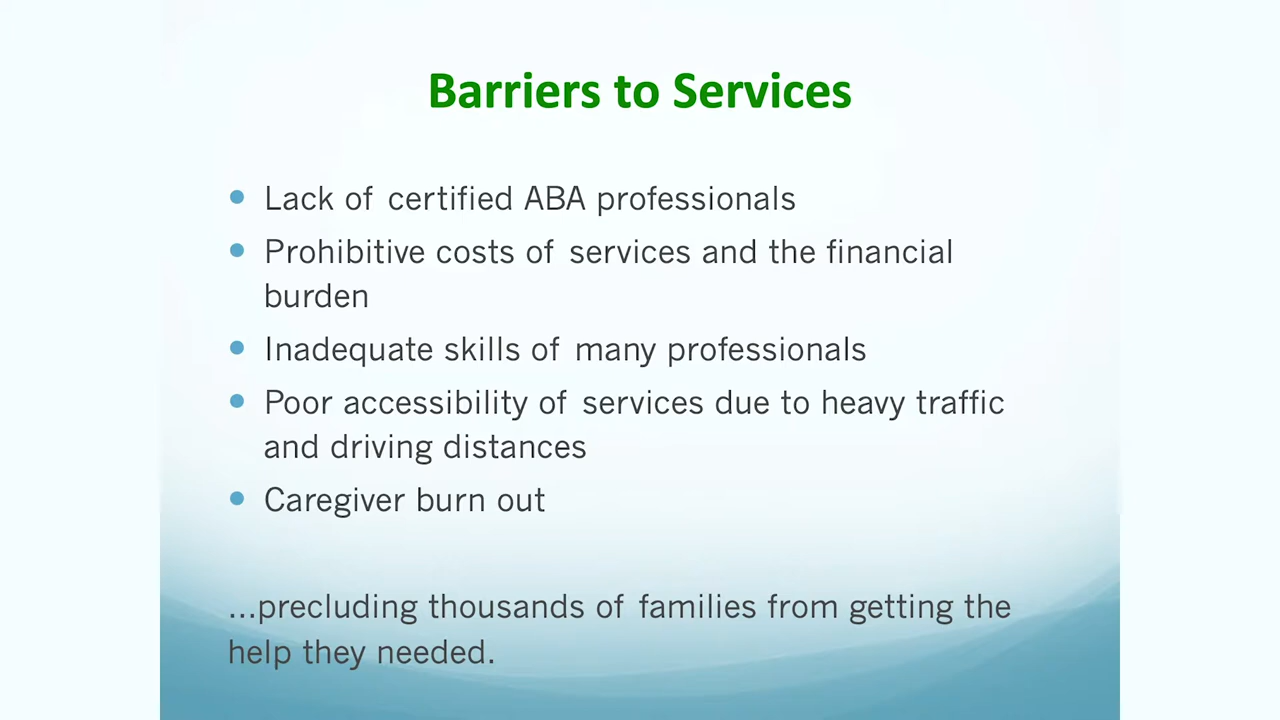 Barriers to Services
• Lack of certified ABA professionals
• Prohibitive costs of services and the financial
burden
• Inadequate skills of many professionals
• Poor accessibility of services due to heavy traffic
and driving distances
• Caregiver burn out
...precluding thousands of families from getting the
help they needed.